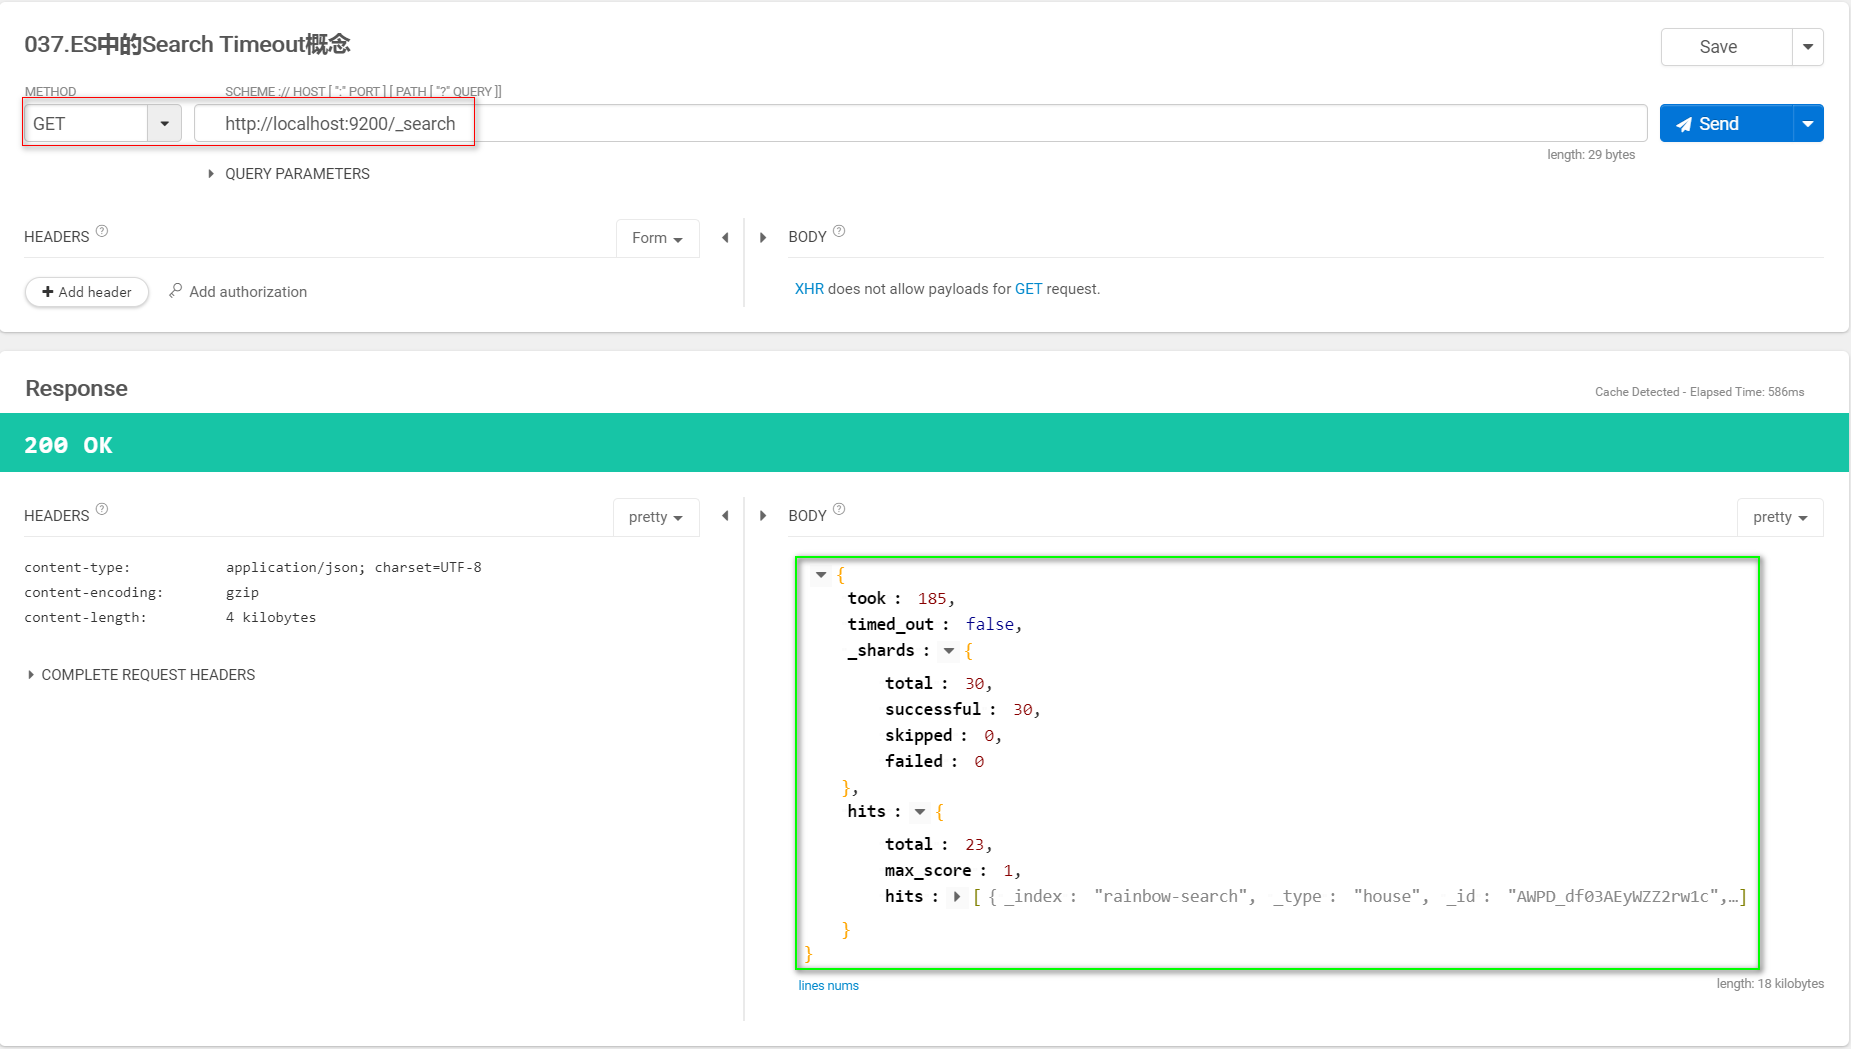 037.ES中的Search Timeout概念
Save
METHOD
SCHEME :// HOST [ ":" PORT ] [ PATH [ "?" QUERY ]]
GET
http://localhost:9200/_search
Send
length: 29 bytes
QUERY PARAMETERS
HEADERS ?
Form
BODY ?
Add header
Add authorization
XHR does not allow payloads for GET request.
Response
Cache Detected - Elapsed Time: 586ms
200 OK
HEADERS ?
pretty
BODY ?
pretty
content-type: application/json; charset=UTF-8
content-encoding: gzip
content-length: 4 kilobytes
COMPLETE REQUEST HEADERS
{
took : 185,
timed_out : false,
_shards : {
total : 30,
successful : 30,
skipped : 0,
failed : 0
},
hits : {
total : 23,
max_score : 1,
hits : [ { _index : "rainbow-search", _type : "house", _id : "AWPD_df03AEyWZZ2rw1c",…]
}
}
lines nums
length: 18 kilobytes